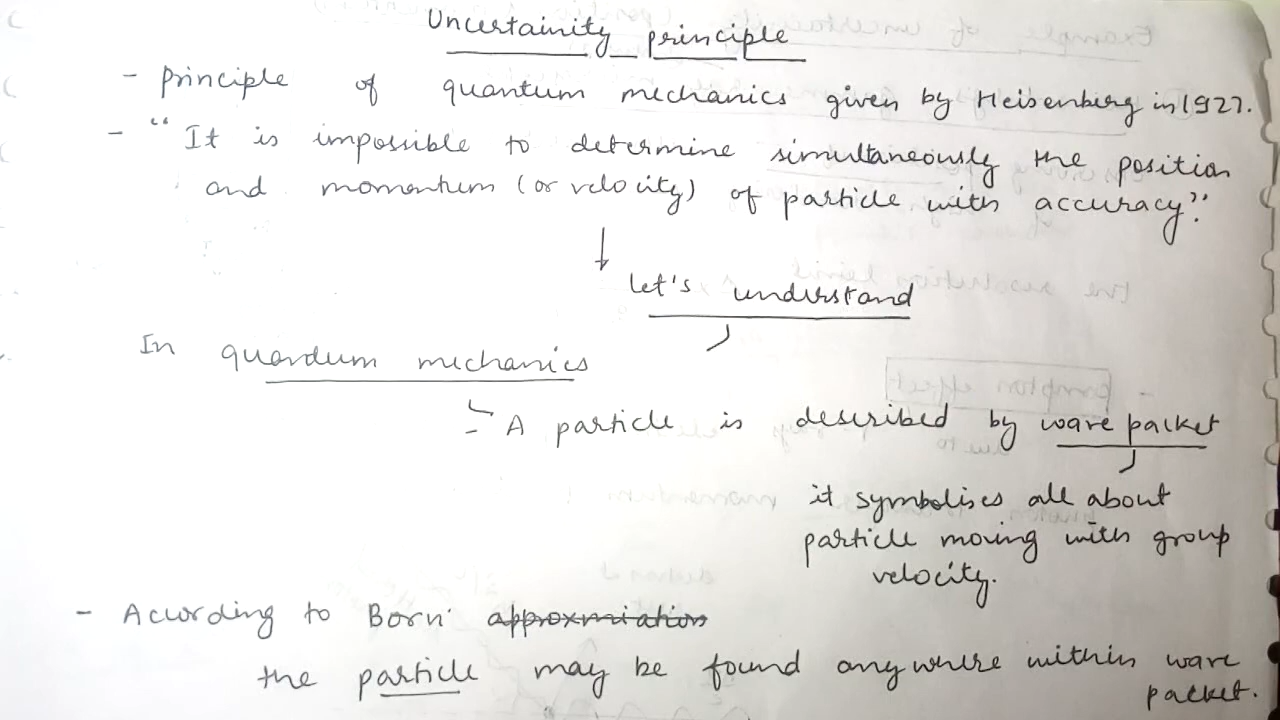 Uncertainity principle
- principle of quantum mechanics given by Heisenberg in 1927.
- "It is impossible to determine simultaneously the position
and momentum (or velocity) of particle with accuracy."
let's understand
In quandum mechanics
- A particle is described by wave packet
it symbolises all about
particle moving with group
velocity.
- According to Born approxmiation
the particle may be found anywhere within wave
packet.